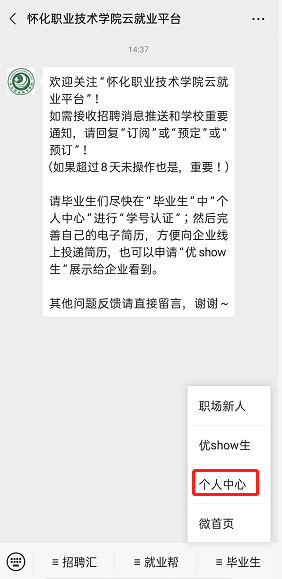 怀化职业技术学院云就业平台
14:37
欢迎关注“怀化职业技术学院云就
业平台”！
如需接收招聘消息推送和学校重要
通知，请回复“订阅”或“预定”或“
预订”！
（如果超过8天未操作也是，重要！）
请毕业生们尽快在“毕业生”中“个
人中心”进行“学号认证”；然后完
善自己的电子简历，方便向企业线
上投递简历，也可以申请“优show
生”展示给企业看到。
其他问题反馈请直接留言，谢谢～
职场新人
优show生
个人中心
微首页
招聘汇
就业帮
毕业生